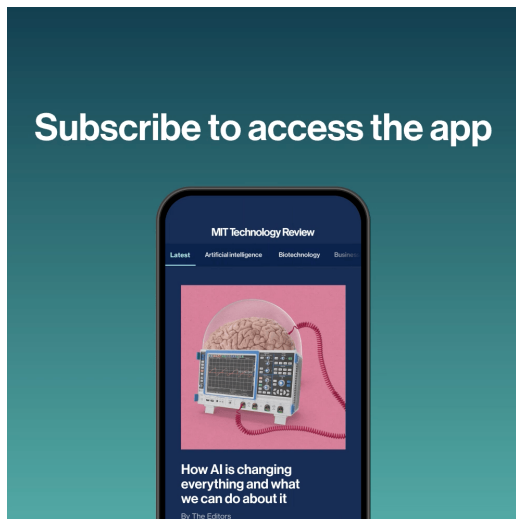 Subscribe to access the app
MIT Technology Review
Latest Artificial intelligence Biotechnology
How AI is changing
everything and what
we can do about it
By The Editors